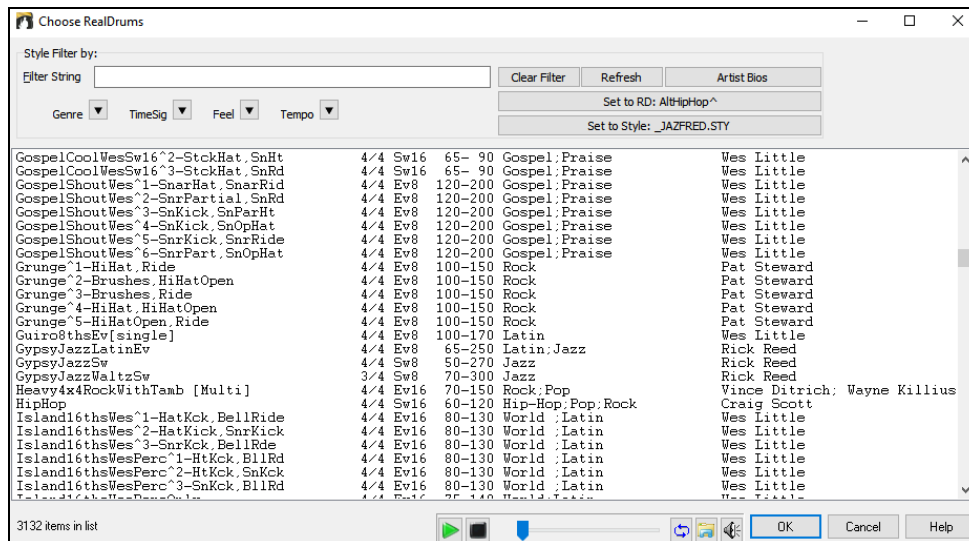 Choose RealDrums
Style Filter by:
Filter String
Clear Filter Refresh Artist Bios
Set to RD: AltHipHop^
Genre TimeSig Feel Tempo
Set to Style: _JAZFRED.STY
GospelCoolWesSw16^2-StckHat,SnHt 4/4 Sw16 65- 90 Gospel;Praise Wes Little
GospelCoolWesSw16^3-StckHat,SnRd 4/4 Sw16 65- 90 Gospel;Praise Wes Little
GospelShoutWes^1-SnarHat,SnarRid 4/4 Ev8 120-200 Gospel;Praise Wes Little
GospelShoutWes^2-SnrPartial,SnRd 4/4 Ev8 120-200 Gospel;Praise Wes Little
GospelShoutWes^3-SnKick,SnParHt 4/4 Ev8 120-200 Gospel;Praise Wes Little
GospelShoutWes^4-SnKick,SnOpHat 4/4 Ev8 120-200 Gospel;Praise Wes Little
GospelShoutWes^5-SnrKick,SnrRide 4/4 Ev8 120-200 Gospel;Praise Wes Little
GospelShoutWes^6-SnrPart,SnOpHat 4/4 Ev8 120-200 Gospel;Praise Wes Little
Grunge^1-HiHat,Ride 4/4 Ev8 100-150 Rock Pat Steward
Grunge^2-Brushes,HiHatOpen 4/4 Ev8 100-150 Rock Pat Steward
Grunge^3-Brushes,Ride 4/4 Ev8 100-150 Rock Pat Steward
Grunge^4-HiHat,HiHatOpen 4/4 Ev8 100-150 Rock Pat Steward
Grunge^5-HiHatOpen,Ride 4/4 Ev8 100-150 Rock Pat Steward
Guiro8thsEv[single] 4/4 Ev8 100-170 Latin Wes Little
GypsyJazzLatinEv 4/4 Ev8 65-250 Latin;Jazz Rick Reed
GypsyJazzSw 4/4 Sw8 50-270 Jazz Rick Reed
GypsyJazzWaltzSw 3/4 Sw8 70-300 Jazz Rick Reed
Heavy4x4RockWithTamb [Multi] 4/4 Ev16 70-150 Rock;Pop Vince Ditrich; Wayne Killius
HipHop 4/4 Sw16 60-120 Hip-Hop;Pop;Rock Craig Scott
Island16thsWes^1-HatKck,BellRide 4/4 Ev16 80-130 World ;Latin Wes Little
Island16thsWes^2-HatKick,SnrKick 4/4 Ev16 80-130 World ;Latin Wes Little
Island16thsWes^3-SnrKck,BellRde 4/4 Ev16 80-130 World ;Latin Wes Little
Island16thsWesPerc^1-HtKck,BllRd 4/4 Ev16 80-130 World ;Latin Wes Little
Island16thsWesPerc^2-HtKck,SnKck 4/4 Ev16 80-130 World ;Latin Wes Little
Island16thsWesPerc^3-SnKck,BllRd 4/4 Ev16 80-130 World ;Latin Wes Little
3132 items in list
OK Cancel Help